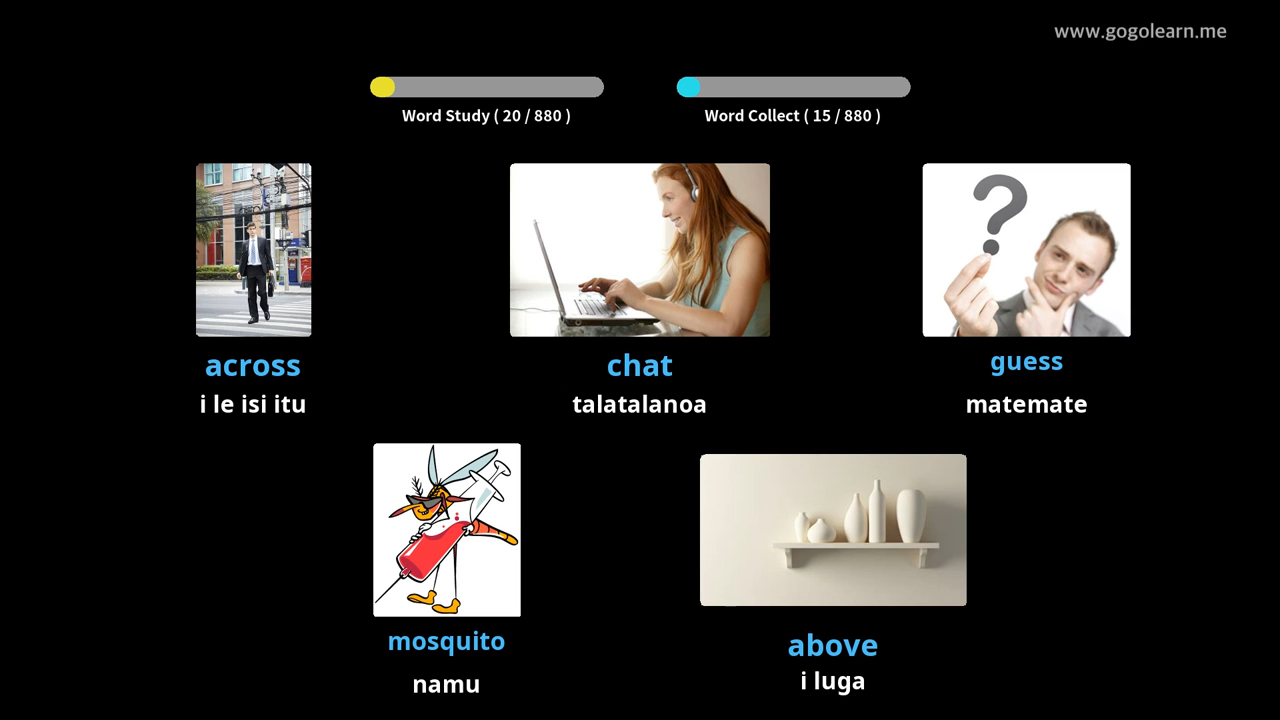 www.gogolearn.me
Word Study ( 20 / 880 )
Word Collect ( 15 / 880 )
across
i le isi itu
chat
talatalanoa
guess
matemate
mosquito
namu
above
i luga